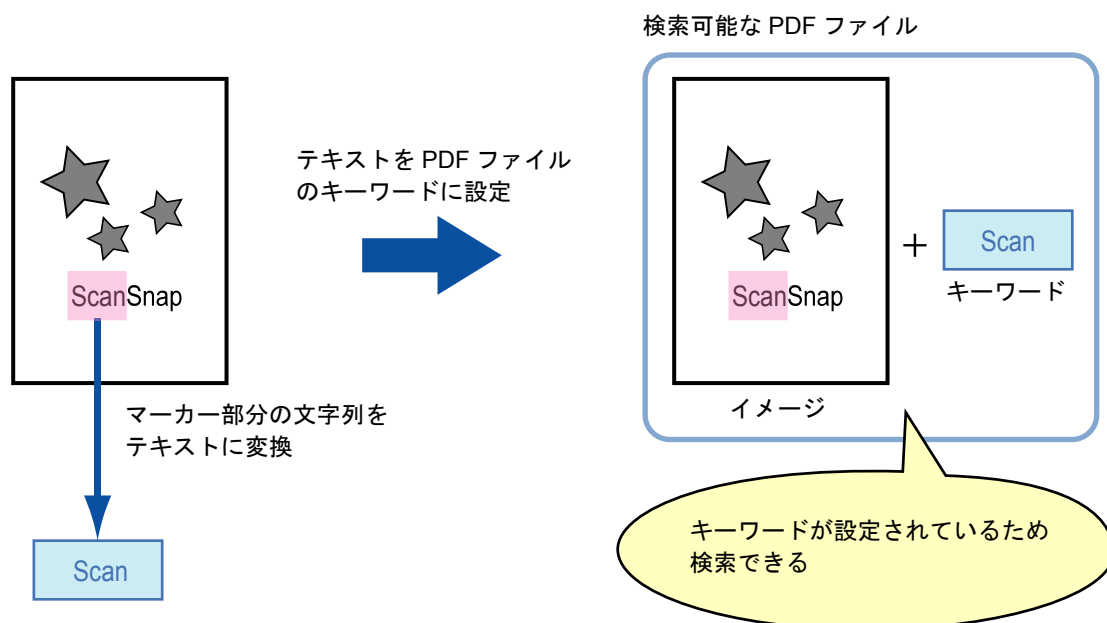 検索可能な PDF ファイル
テキストを PDF ファイル
のキーワードに設定
ScanSnap
マーカー部分の文字列を
テキストに変換
Scan
ScanSnap
イメージ
+
Scan
キーワード
キーワードが設定されているため
検索できる